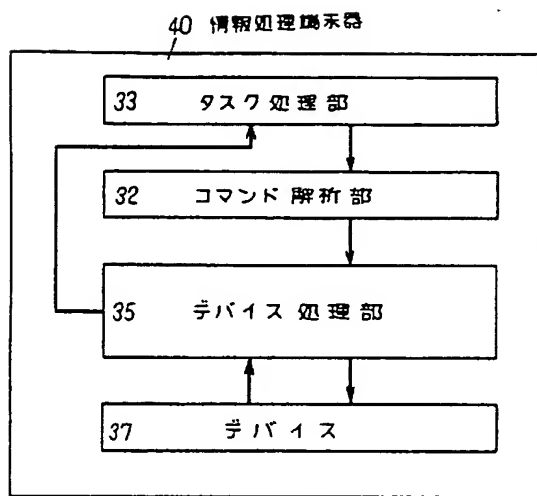 40 情報処理端末器
33 タスク処理部
32 コマンド解析部
35 デバイス処理部
37 デバイス